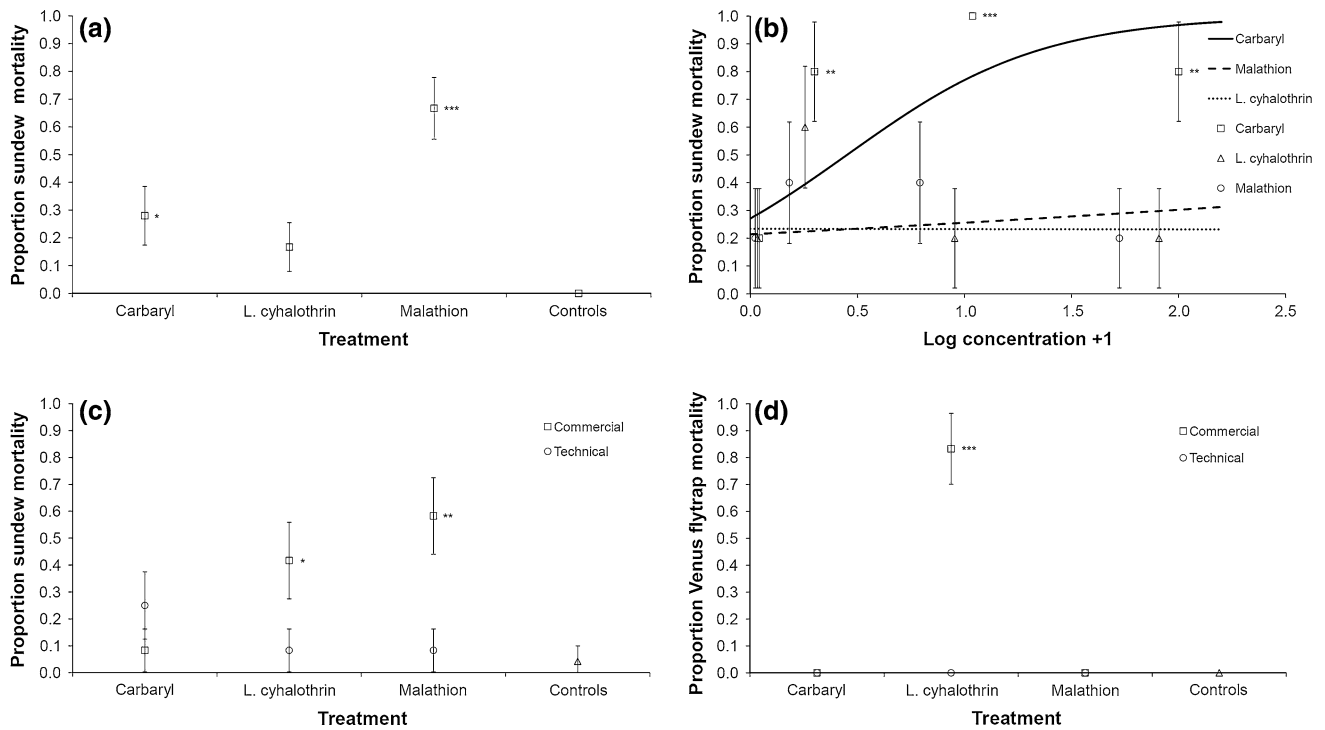 (a)
Proportion sundew mortality
1.0
0.9
0.8
0.7
0.6
0.5
0.4
0.3
0.2
0.1
0.0
*
***
Carbaryl L. cyhalothrin Malathion Controls
Treatment
(b)
Proportion sundew mortality
1.0
0.9
0.8
0.7
0.6
0.5
0.4
0.3
0.2
0.1
0.0
***
**
**
Carbaryl
Malathion
L. cyhalothrin
Carbaryl
L. cyhalothrin
Malathion
0.0 0.5 1.0 1.5 2.0 2.5
Log concentration +1
(c)
Proportion sundew mortality
1.0
0.9
0.8
0.7
0.6
0.5
0.4
0.3
0.2
0.1
0.0
Commercial
Technical
*
**
Carbaryl L. cyhalothrin Malathion Controls
Treatment
(d)
Proportion Venus flytrap mortality
1.0
0.9
0.8
0.7
0.6
0.5
0.4
0.3
0.2
0.1
0.0
Commercial
Technical
***
Carbaryl L. cyhalothrin Malathion Controls
Treatment